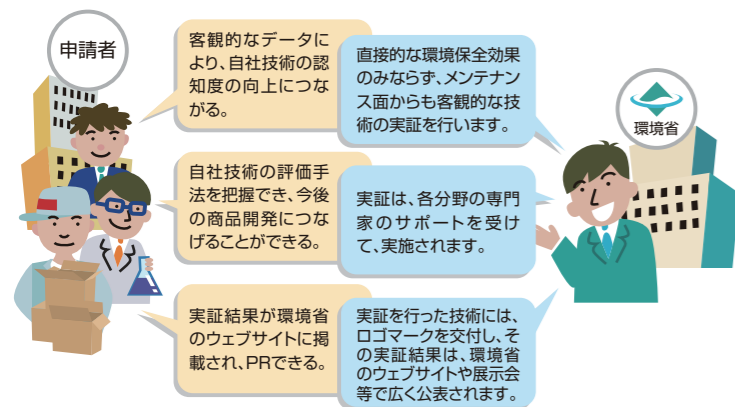 申請者
客観的なデータに
より、自社技術の認
知度の向上につな
がる。
直接的な環境保全効果
のみならず、メンテナン
ス面からも客観的な技
術の実証を行います。
環境省
自社技術の評価手
法を把握でき、今後
の商品開発につな
げることができる。
実証は、各分野の専門
家のサポートを受け
て、実施されます。
実証結果が環境省
のウェブサイトに掲
載され、PRできる。
実証を行った技術には、
ロゴマークを交付し、そ
の実証結果は、環境省
のウェブサイトや展示会
等で広く公表されます。